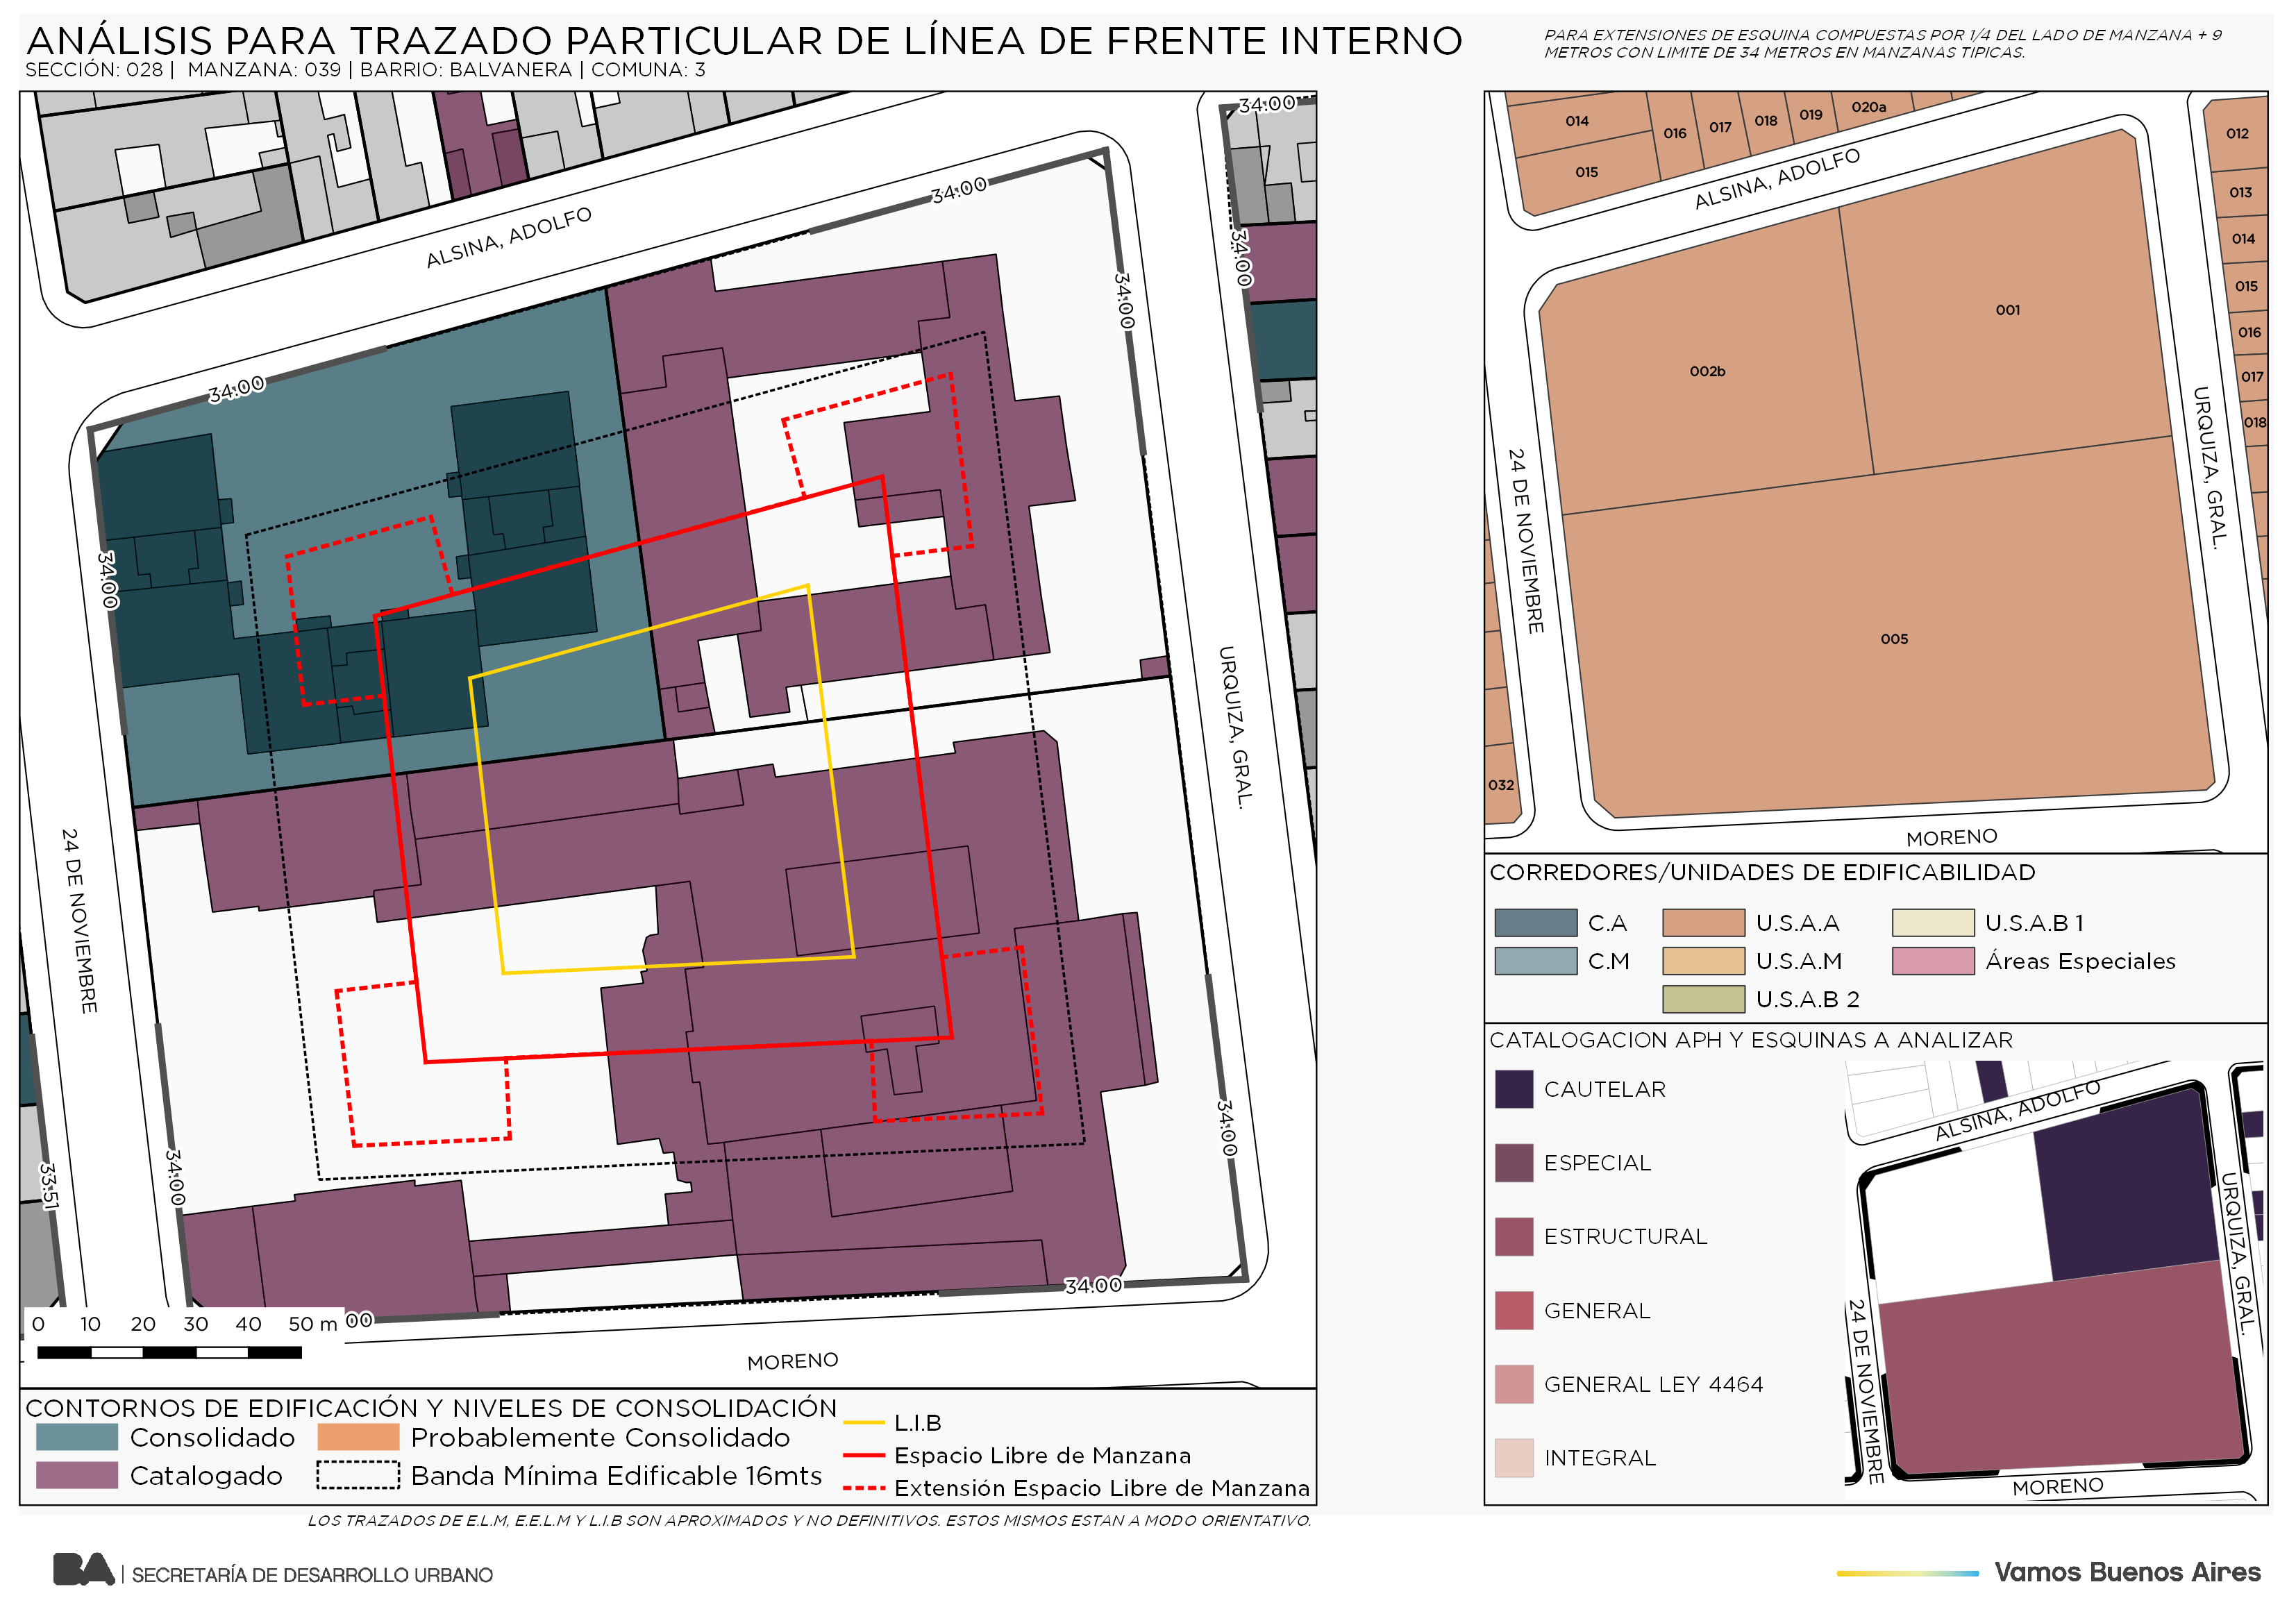 ANÁLISIS PARA TRAZADO PARTICULAR DE LÍNEA DE FRENTE INTERNO
SECCIÓN: 028 | MANZANA: 039 | BARRIO: BALVANERA | COMUNA: 3
PARA EXTENSIONES DE ESQUINA COMPUESTAS POR 1/4 DEL LADO DE MANZANA + 9
METROS CON LIMITE DE 34 METROS EN MANZANAS TIPICAS.
34:00
34:00
ALSINA, ADOLFO
34:00
34:00
34:00
34:00
URQUIZA, GRAL.
24 DE NOVIEMBRE
34:00
34:00
33:51
34:00
00
0 10 20 30 40 50 m
MORENO
CONTORNOS DE EDIFICACIÓN Y NIVELES DE CONSOLIDACIÓN
Consolidado
Probablemente Consolidado
Catalogado
Banda Mínima Edificable 16mts
L.I.B
Espacio Libre de Manzana
Extensión Espacio Libre de Manzana
LOS TRAZADOS DE E.L.M, E.E.L.M Y L.I.B SON APROXIMADOS Y NO DEFINITIVOS. ESTOS MISMOS ESTAN A MODO ORIENTATIVO.
014
015
016
017
018
019
020a
ALSINA, ADOLFO
012
013
014
015
016
017
018
001
002b
005
032
24 DE NOVIEMBRE
URQUIZA, GRAL.
MORENO
CORREDORES/UNIDADES DE EDIFICABILIDAD
C.A
U.S.A.A
U.S.A.B 1
C.M
U.S.A.M
Áreas Especiales
U.S.A.B 2
CATALOGACION APH Y ESQUINAS A ANALIZAR
CAUTELAR
ESPECIAL
ESTRUCTURAL
GENERAL
GENERAL LEY 4464
INTEGRAL
ALSINA, ADOLFO
URQUIZA, GRAL.
24 DE NOVIEMBRE
MORENO
BA | SECRETARÍA DE DESARROLLO URBANO
Vamos Buenos Aires